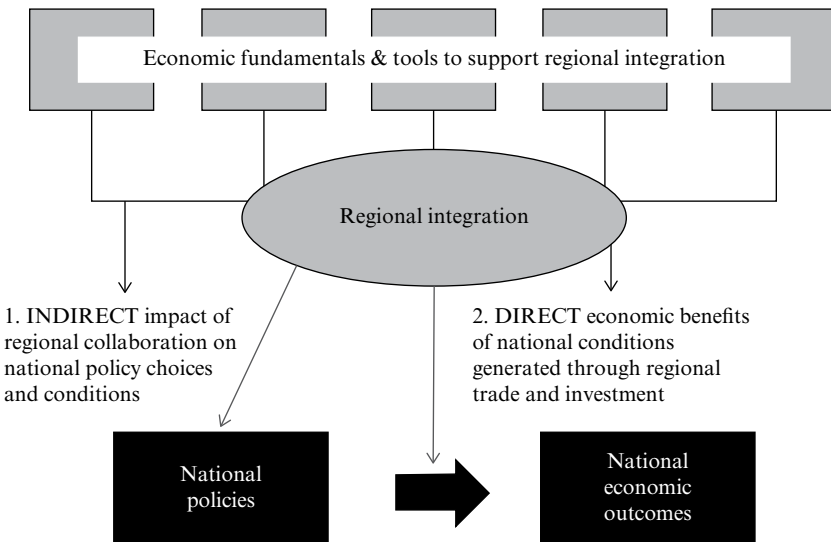 Economic fundamentals & tools to support regional integration
Regional integration
1. INDIRECT impact of
regional collaboration on
national policy choices
and conditions
2. DIRECT economic benefits
of national conditions
generated through regional
trade and investment
National
policies
National
economic
outcomes